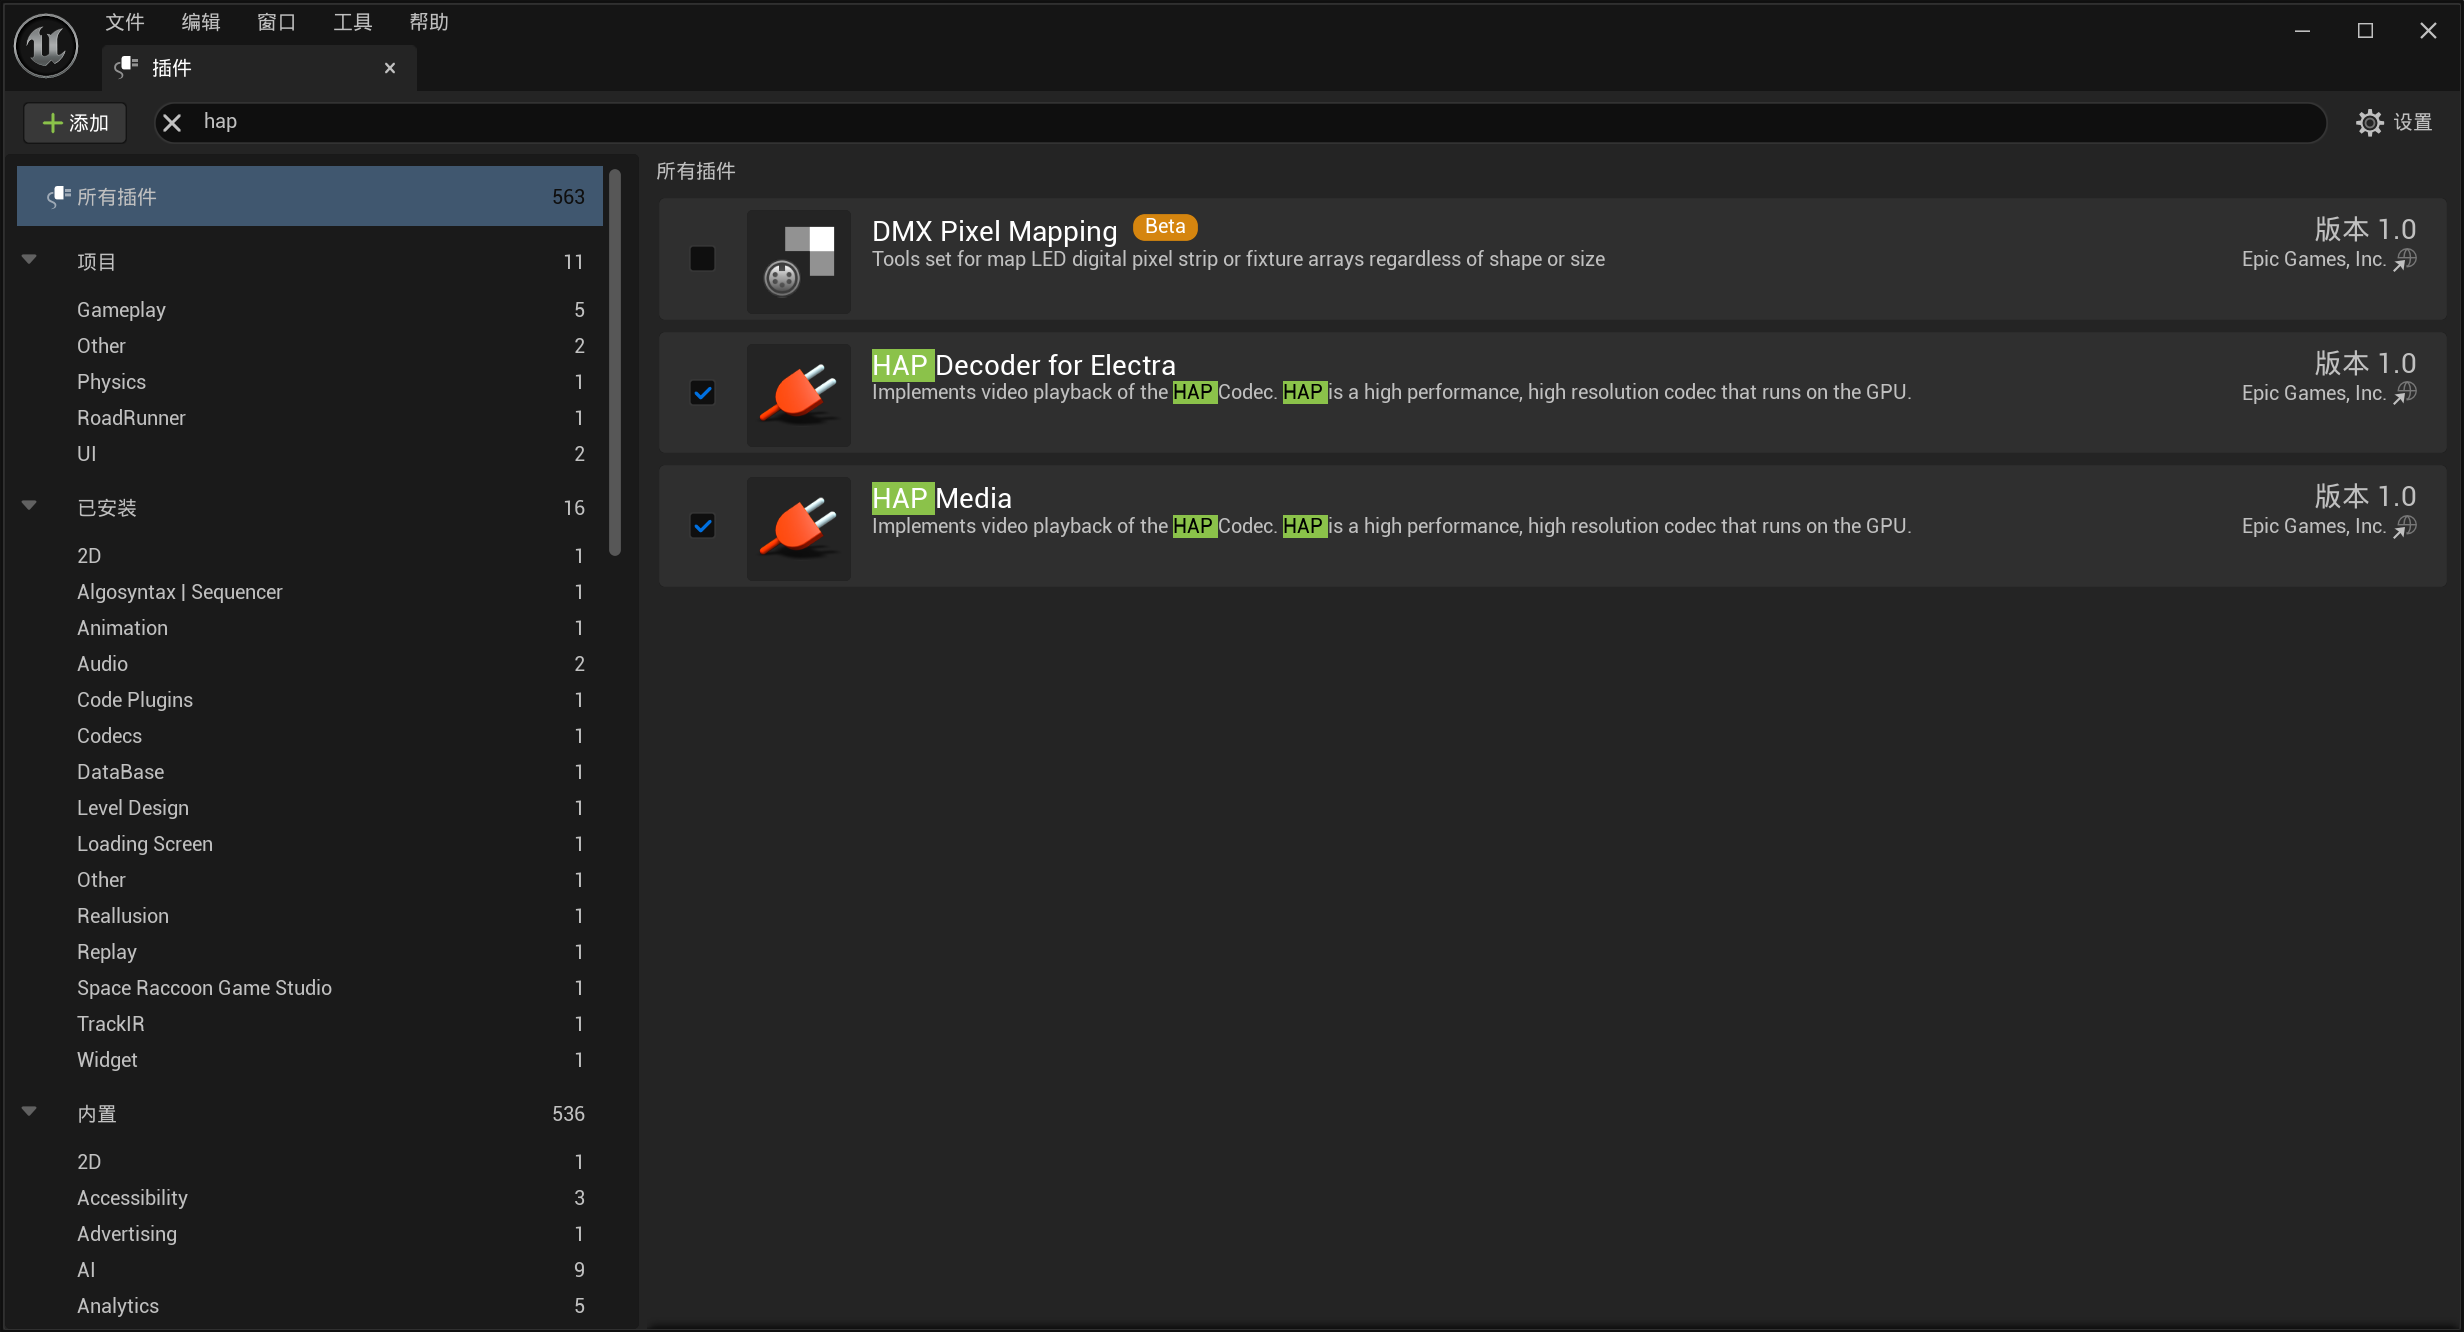 文件 编辑 窗口 工具 帮助
插件
添加
hap
设置
所有插件 563
项目 11
Gameplay 5
Other 2
Physics 1
RoadRunner 1
UI 2
已安装 16
2D 1
Algosyntax | Sequencer 1
Animation 1
Audio 2
Code Plugins 1
Codecs 1
DataBase 1
Level Design 1
Loading Screen 1
Other 1
Reallusion 1
Replay 1
Space Raccoon Game Studio 1
TrackIR 1
Widget 1
内置 536
2D 1
Accessibility 3
Advertising 1
AI 9
Analytics 5
所有插件
DMX Pixel Mapping Beta
Tools set for map LED digital pixel strip or fixture arrays regardless of shape or size
版本 1.0
Epic Games, Inc.
HAP Decoder for Electra
Implements video playback of the HAP Codec. HAP is a high performance, high resolution codec that runs on the GPU.
版本 1.0
Epic Games, Inc.
HAP Media
Implements video playback of the HAP Codec. HAP is a high performance, high resolution codec that runs on the GPU.
版本 1.0
Epic Games, Inc.